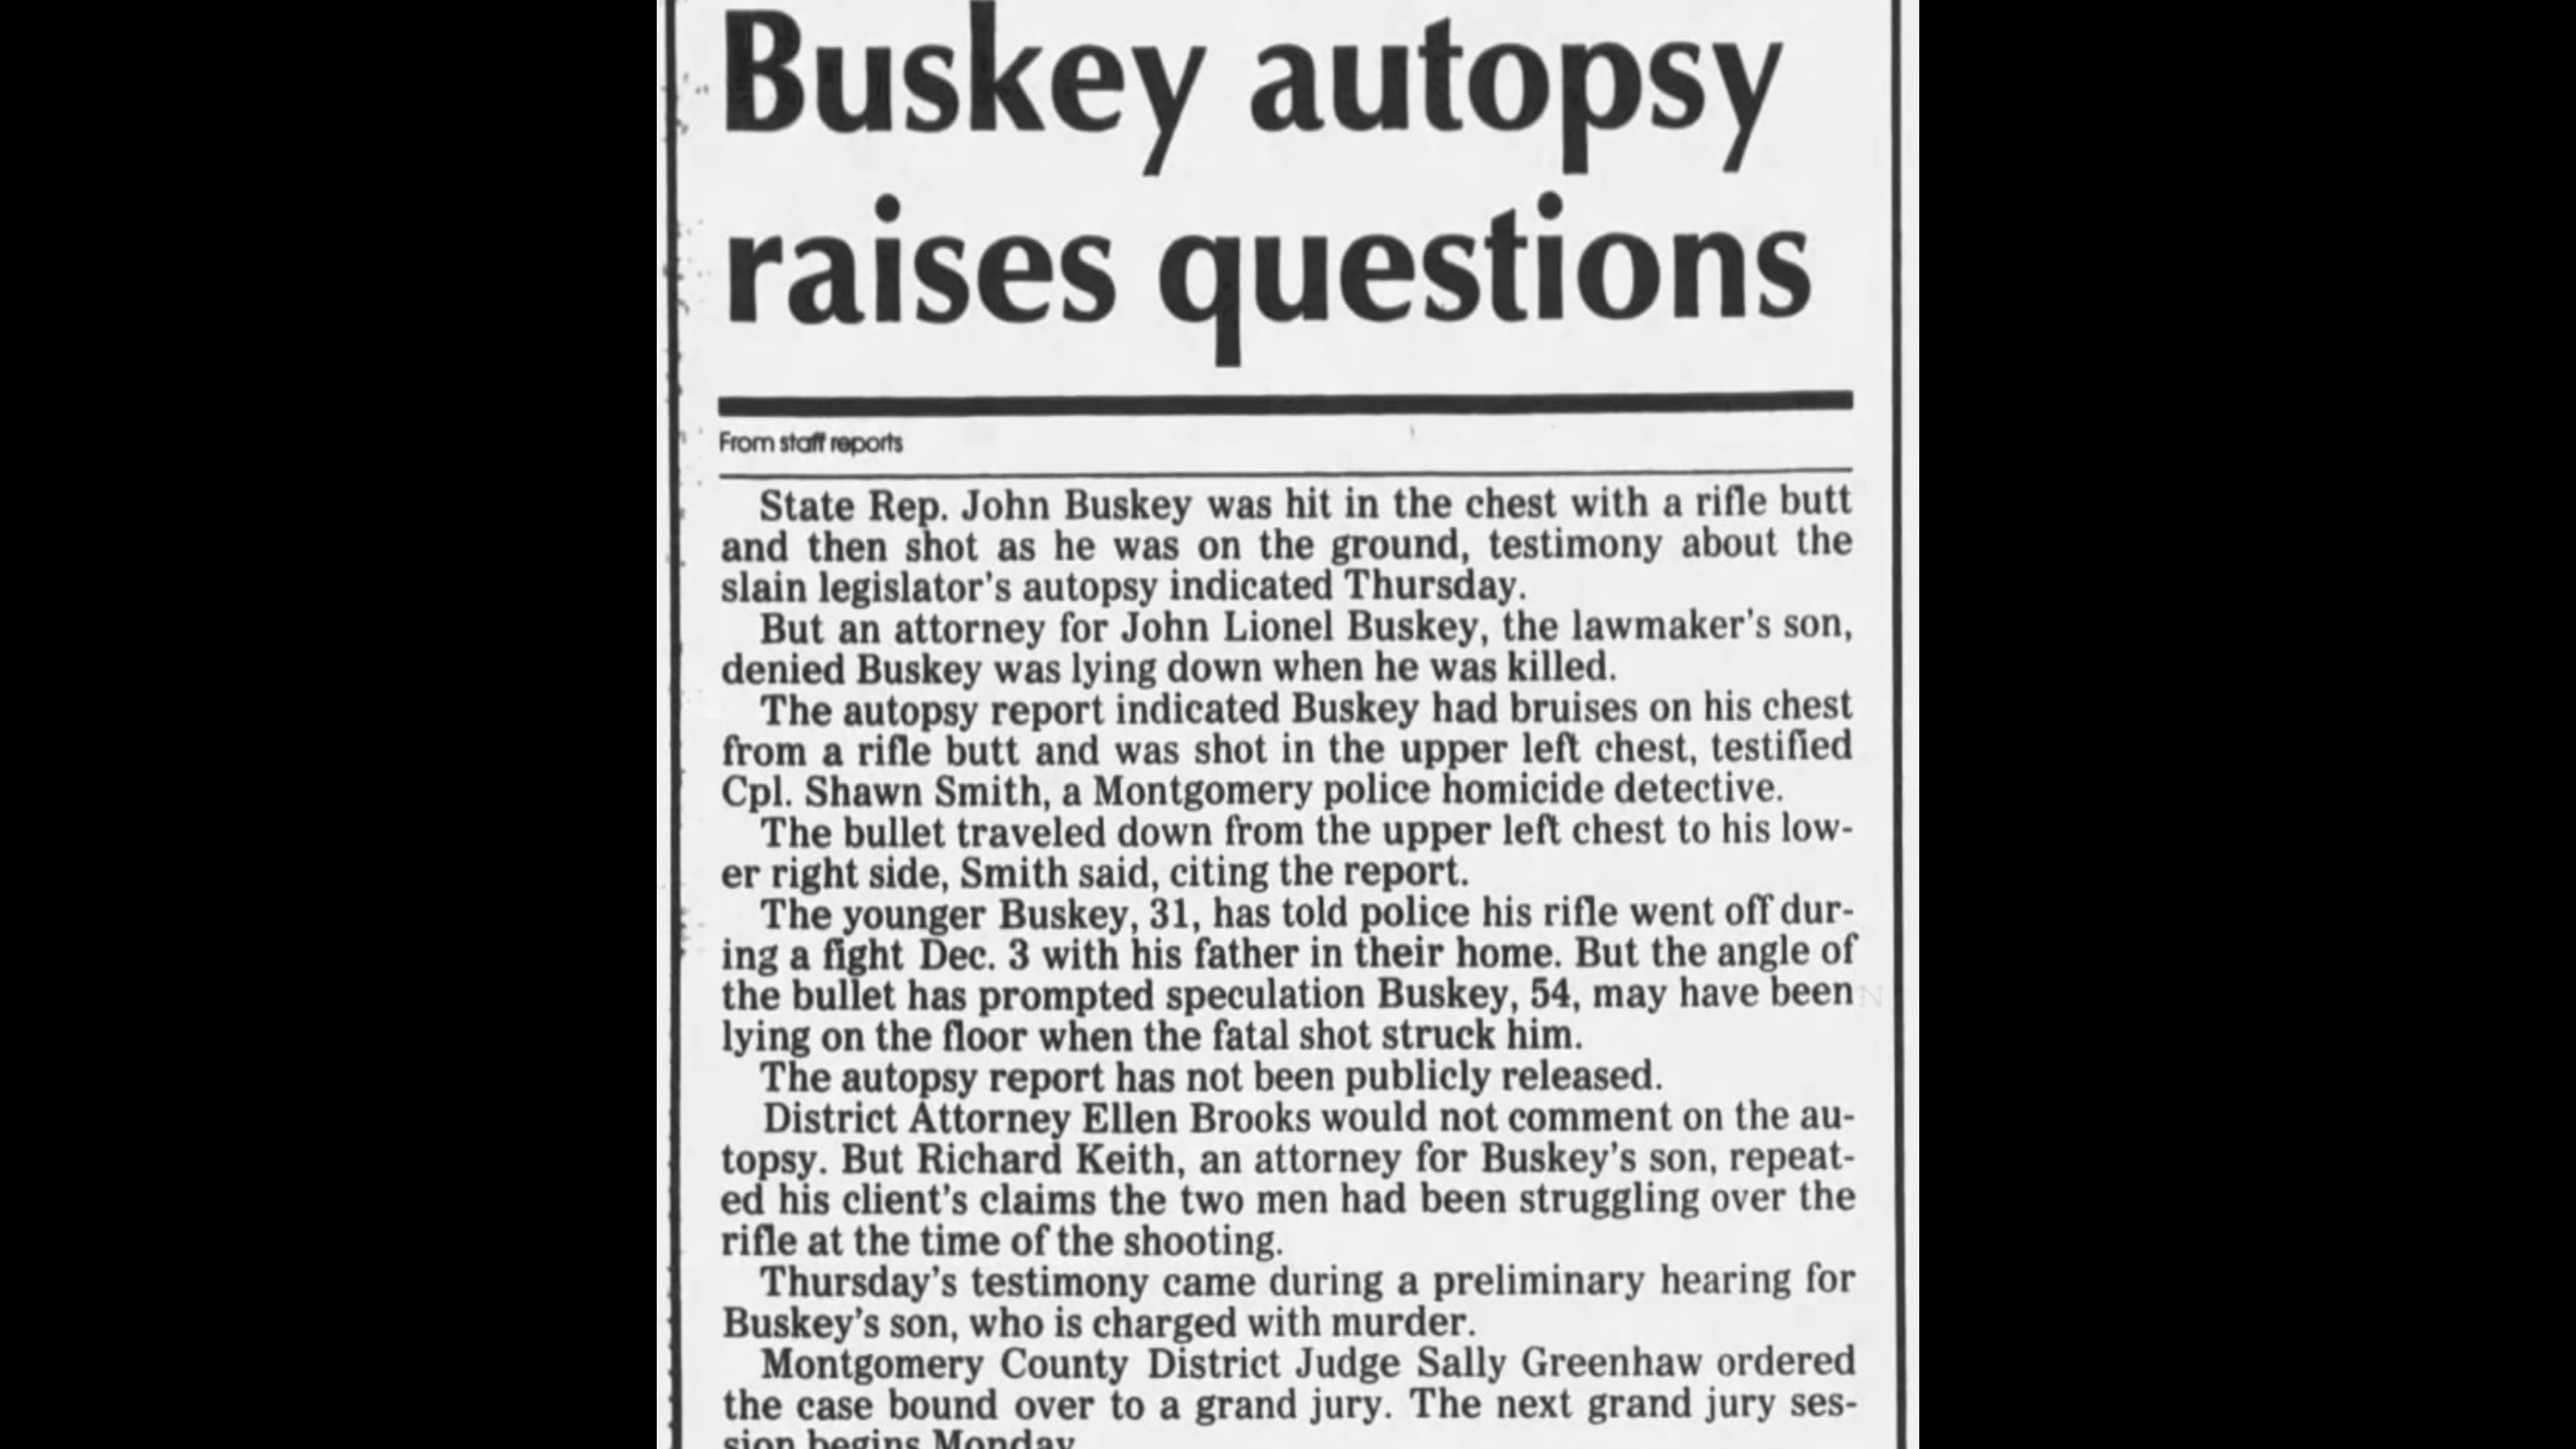 Buskey autopsy
raises questions
From staff reports
State Rep. John Buskey was hit in the chest with a rifle butt
and then shot as he was on the ground, testimony about the
slain legislator's autopsy indicated Thursday.
But an attorney for John Lionel Buskey, the lawmaker's son,
denied Buskey was lying down when he was killed.
The autopsy report indicated Buskey had bruises on his chest
from a rifle butt and was shot in the upper left chest, testified
Cpl. Shawn Smith, a Montgomery police homicide detective.
The bullet traveled down from the upper left chest to his low-
er right side, Smith said, citing the report.
The younger Buskey, 31, has told police his rifle went off dur-
ing a fight Dec. 3 with his father in their home. But the angle of
the bullet has prompted speculation Buskey, 54, may have been
lying on the floor when the fatal shot struck him.
The autopsy report has not been publicly released.
District Attorney Ellen Brooks would not comment on the au-
topsy. But Richard Keith, an attorney for Buskey's son, repeat-
ed his client's claims the two men had been struggling over the
rifle at the time of the shooting.
Thursday's testimony came during a preliminary hearing for
Buskey's son, who is charged with murder.
Montgomery County District Judge Sally Greenhaw ordered
the case bound over to a grand jury. The next grand jury ses-
sion begins Monday